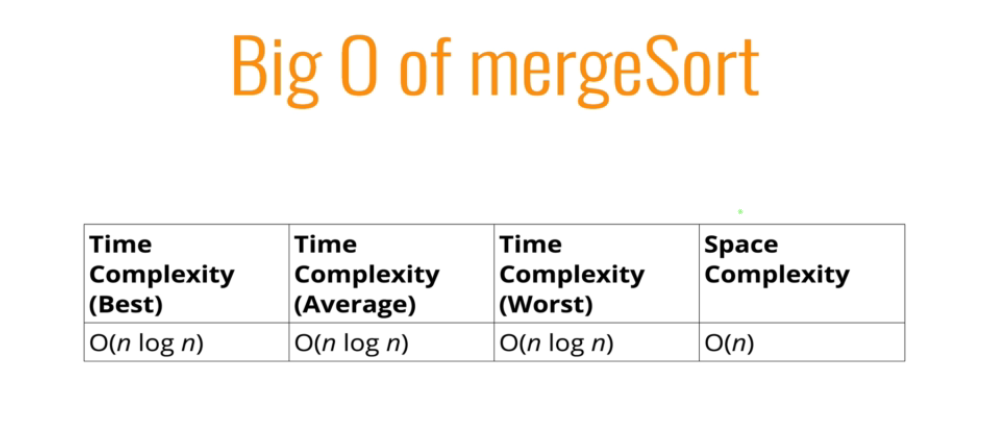 Big O of mergeSort
Time
Complexity
(Best)
Time
Complexity
(Average)
Time
Complexity
(Worst)
Space
Complexity
O(n log n)
O(n log n)
O(n log n)
O(n)